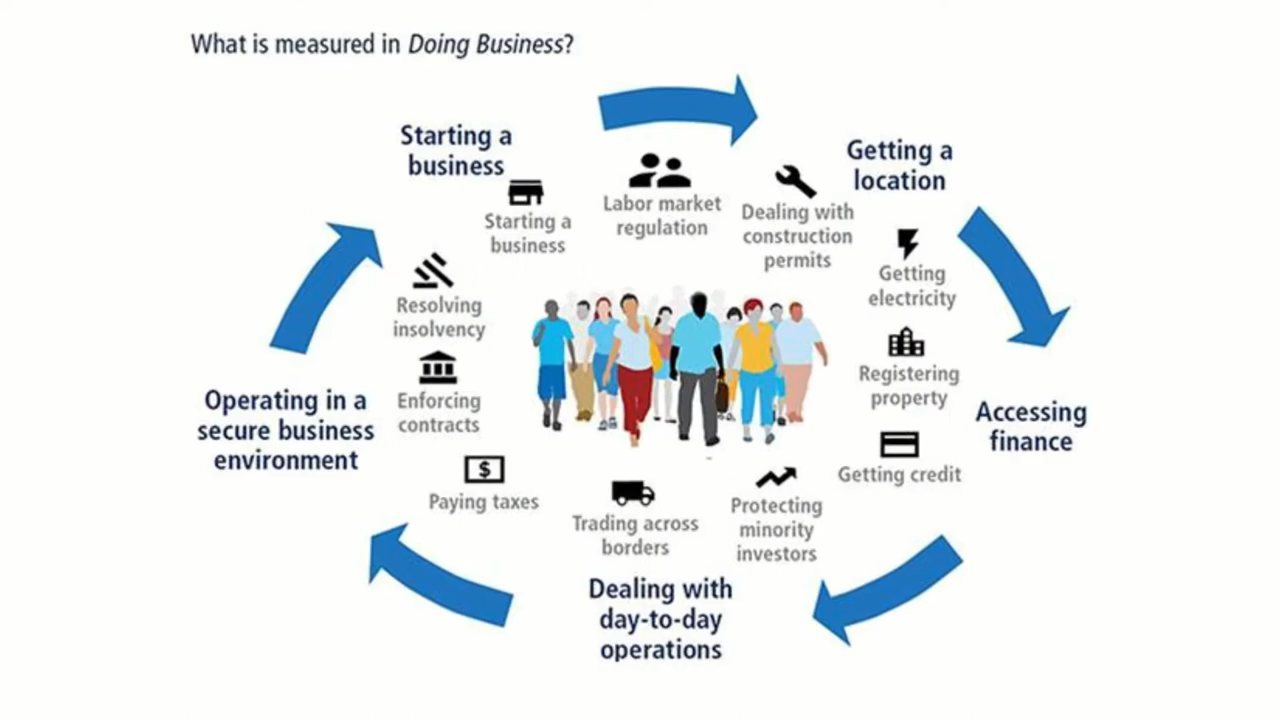 What is measured in Doing Business?
Starting a
business
Starting a
business
Labor market
regulation
Dealing with
construction
permits
Getting a
location
Getting
electricity
Registering
property
Accessing
finance
Getting credit
Protecting
minority
investors
Trading across
borders
Dealing with
day-to-day
operations
$
Paying taxes
Operating in a
secure business
environment
Enforcing
contracts
Resolving
insolvency